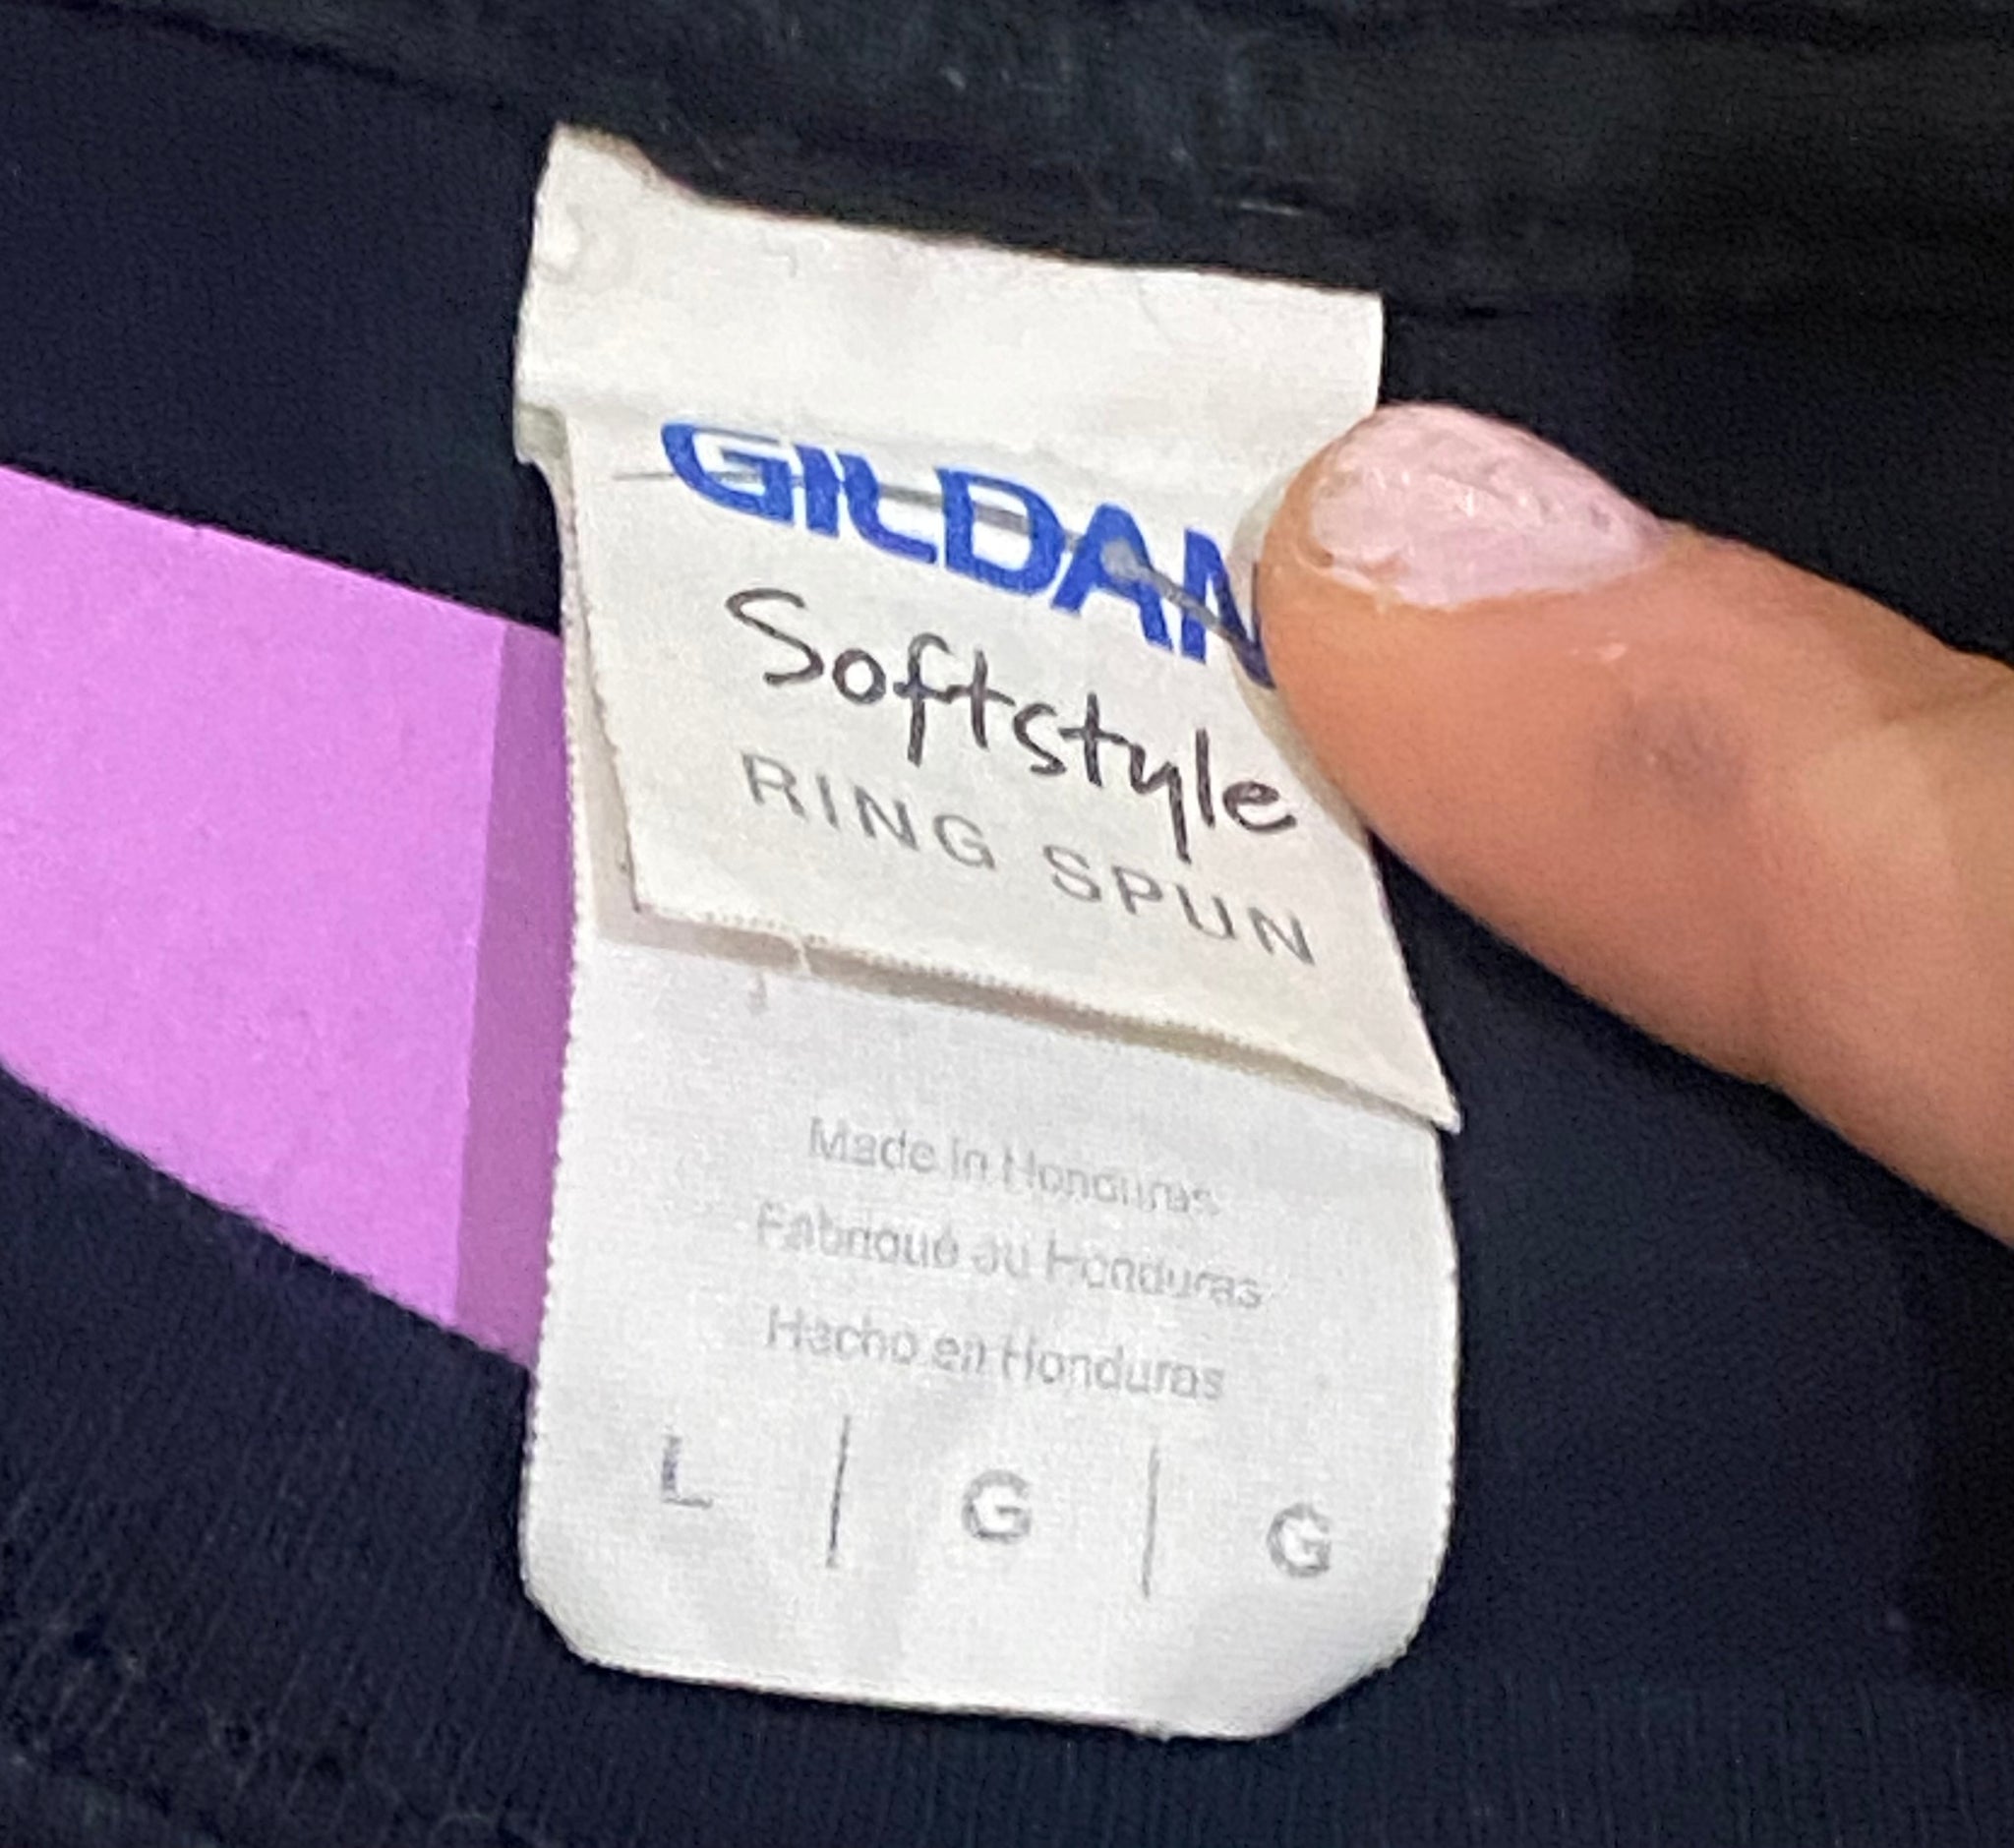 GILDAN
Softstyle
RING SPUN
Made in Honduras
Fabriqué au Honduras
Hecho en Honduras
L | G | G